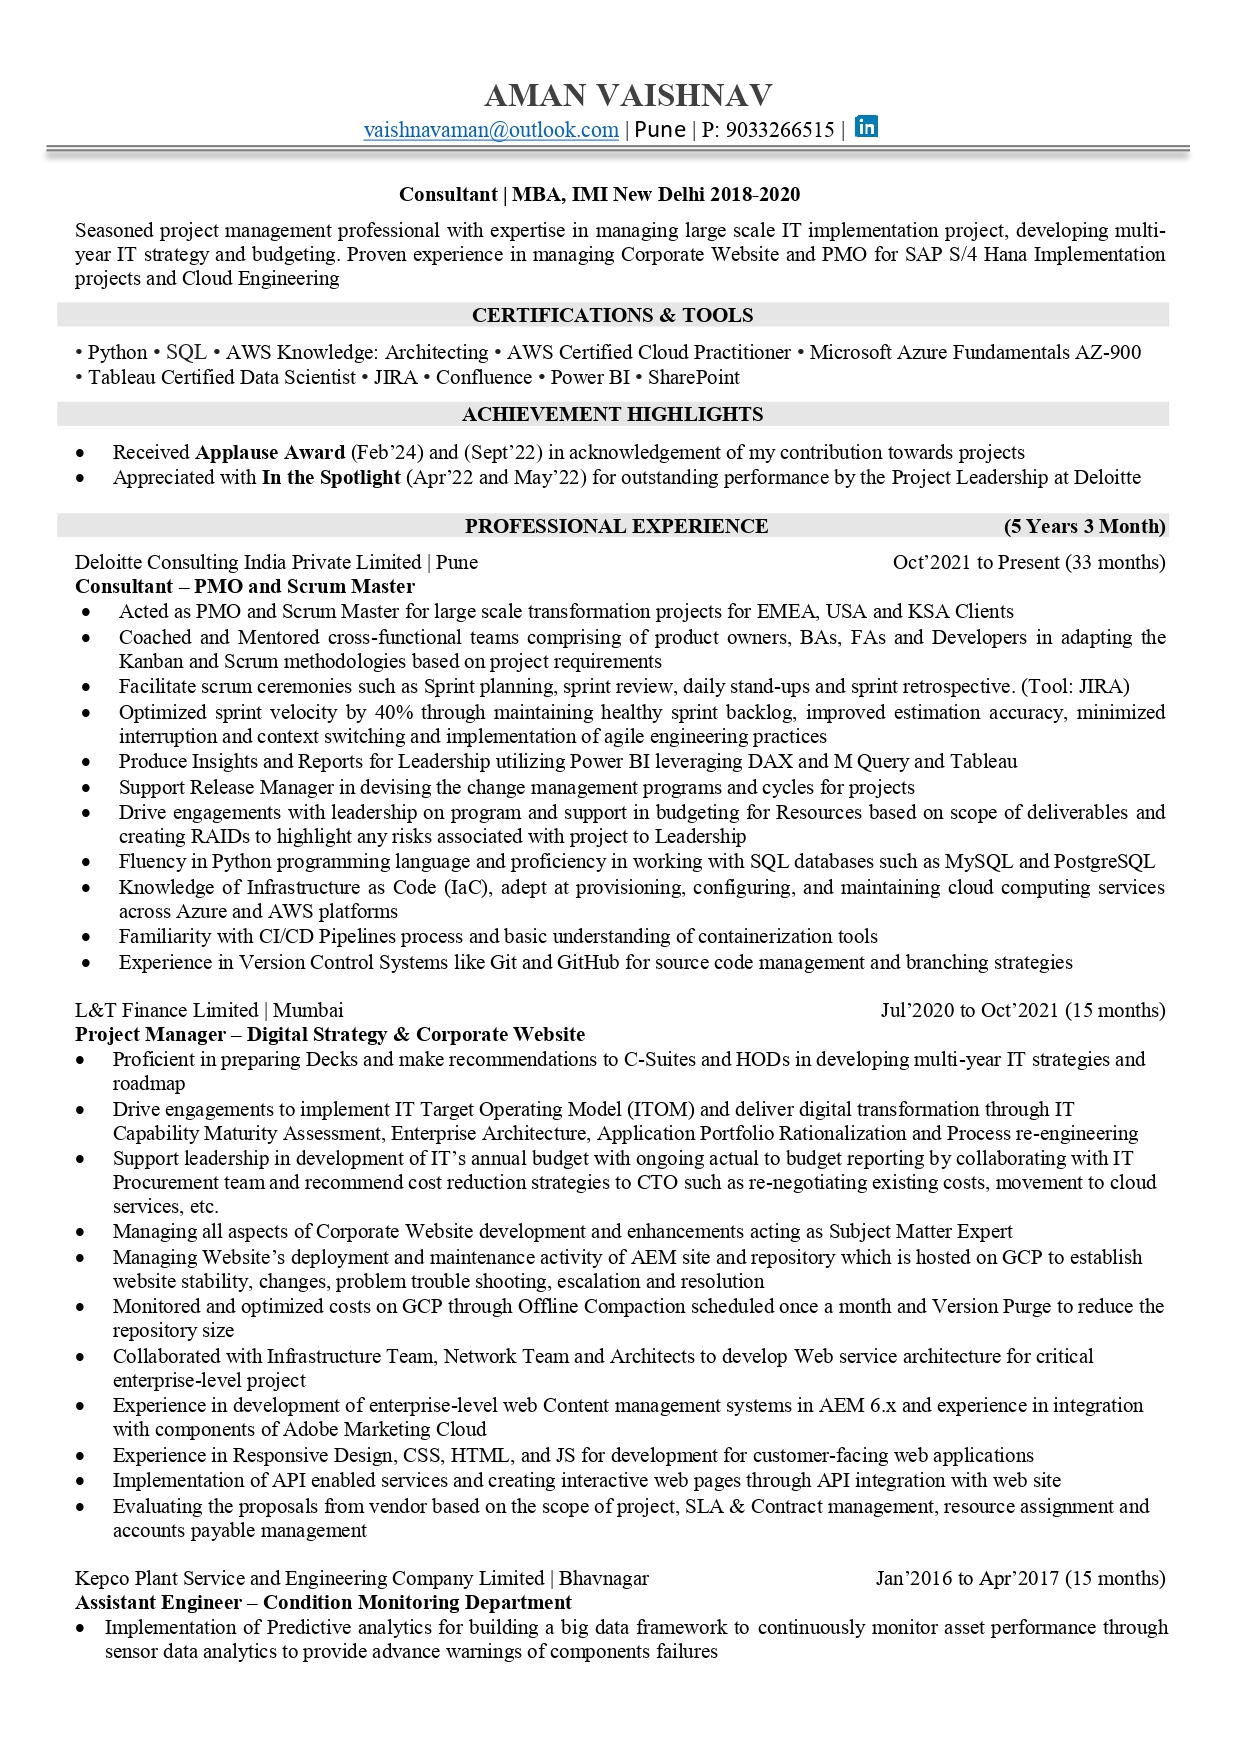 AMAN VAISHNAV
vaishnavaman@outlook.com | Pune | P: 9033266515 | in
Consultant | MBA, IMI New Delhi 2018-2020
Seasoned project management professional with expertise in managing large scale IT implementation project, developing multi-
year IT strategy and budgeting. Proven experience in managing Corporate Website and PMO for SAP S/4 Hana Implementation
projects and Cloud Engineering
CERTIFICATIONS & TOOLS
• Python • SQL • AWS Knowledge: Architecting • AWS Certified Cloud Practitioner • Microsoft Azure Fundamentals AZ-900
• Tableau Certified Data Scientist • JIRA • Confluence • Power BI • SharePoint
ACHIEVEMENT HIGHLIGHTS
• Received Applause Award (Feb’24) and (Sept’22) in acknowledgement of my contribution towards projects
• Appreciated with In the Spotlight (Apr’22 and May’22) for outstanding performance by the Project Leadership at Deloitte
PROFESSIONAL EXPERIENCE (5 Years 3 Month)
Deloitte Consulting India Private Limited | Pune Oct’2021 to Present (33 months)
Consultant – PMO and Scrum Master
• Acted as PMO and Scrum Master for large scale transformation projects for EMEA, USA and KSA Clients
• Coached and Mentored cross-functional teams comprising of product owners, BAs, FAs and Developers in adapting the
Kanban and Scrum methodologies based on project requirements
• Facilitate scrum ceremonies such as Sprint planning, sprint review, daily stand-ups and sprint retrospective. (Tool: JIRA)
• Optimized sprint velocity by 40% through maintaining healthy sprint backlog, improved estimation accuracy, minimized
interruption and context switching and implementation of agile engineering practices
• Produce Insights and Reports for Leadership utilizing Power BI leveraging DAX and M Query and Tableau
• Support Release Manager in devising the change management programs and cycles for projects
• Drive engagements with leadership on program and support in budgeting for Resources based on scope of deliverables and
creating RAIDs to highlight any risks associated with project to Leadership
• Fluency in Python programming language and proficiency in working with SQL databases such as MySQL and PostgreSQL
• Knowledge of Infrastructure as Code (IaC), adept at provisioning, configuring, and maintaining cloud computing services
across Azure and AWS platforms
• Familiarity with CI/CD Pipelines process and basic understanding of containerization tools
• Experience in Version Control Systems like Git and GitHub for source code management and branching strategies
L&T Finance Limited | Mumbai Jul’2020 to Oct’2021 (15 months)
Project Manager – Digital Strategy & Corporate Website
• Proficient in preparing Decks and make recommendations to C-Suites and HODs in developing multi-year IT strategies and
roadmap
• Drive engagements to implement IT Target Operating Model (ITOM) and deliver digital transformation through IT
Capability Maturity Assessment, Enterprise Architecture, Application Portfolio Rationalization and Process re-engineering
• Support leadership in development of IT’s annual budget with ongoing actual to budget reporting by collaborating with IT
Procurement team and recommend cost reduction strategies to CTO such as re-negotiating existing costs, movement to cloud
services, etc.
• Managing all aspects of Corporate Website development and enhancements acting as Subject Matter Expert
• Managing Website’s deployment and maintenance activity of AEM site and repository which is hosted on GCP to establish
website stability, changes, problem trouble shooting, escalation and resolution
• Monitored and optimized costs on GCP through Offline Compaction scheduled once a month and Version Purge to reduce the
repository size
• Collaborated with Infrastructure Team, Network Team and Architects to develop Web service architecture for critical
enterprise-level project
• Experience in development of enterprise-level web Content management systems in AEM 6.x and experience in integration
with components of Adobe Marketing Cloud
• Experience in Responsive Design, CSS, HTML, and JS for development for customer-facing web applications
• Implementation of API enabled services and creating interactive web pages through API integration with web site
• Evaluating the proposals from vendor based on the scope of project, SLA & Contract management, resource assignment and
accounts payable management
Kepco Plant Service and Engineering Company Limited | Bhavnagar Jan’2016 to Apr’2017 (15 months)
Assistant Engineer – Condition Monitoring Department
• Implementation of Predictive analytics for building a big data framework to continuously monitor asset performance through
sensor data analytics to provide advance warnings of components failures